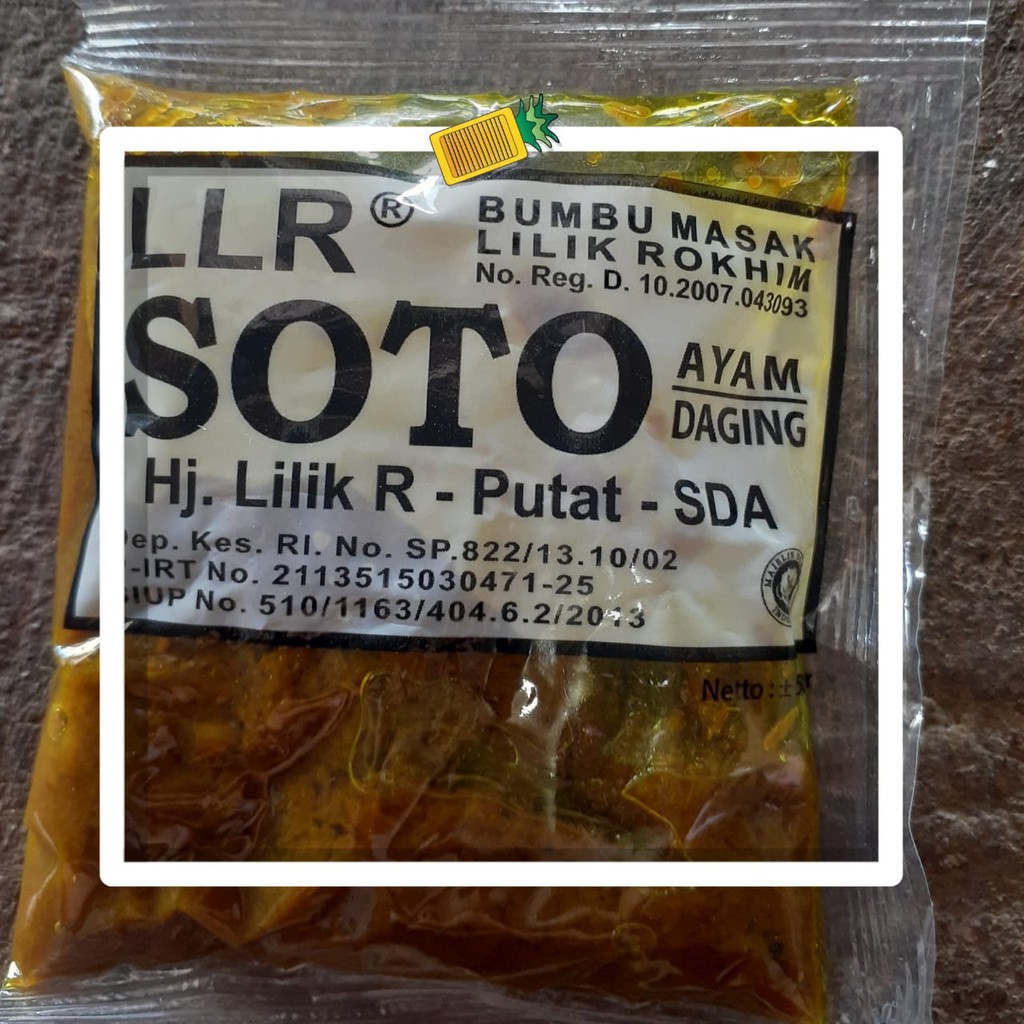 LLR®
BUMBU MASAK
LILIK ROKHIM
No. Reg. D. 10.2007.043093
SOTO
AYAM
DAGING
Hj. Lilik R - Putat - SDA
Dep. Kes. RI. No. SP.822/13.10/02
-IRT No. 2113515030471-25
SIUP No. 510/1163/404.6.2/2013
Netto : ±